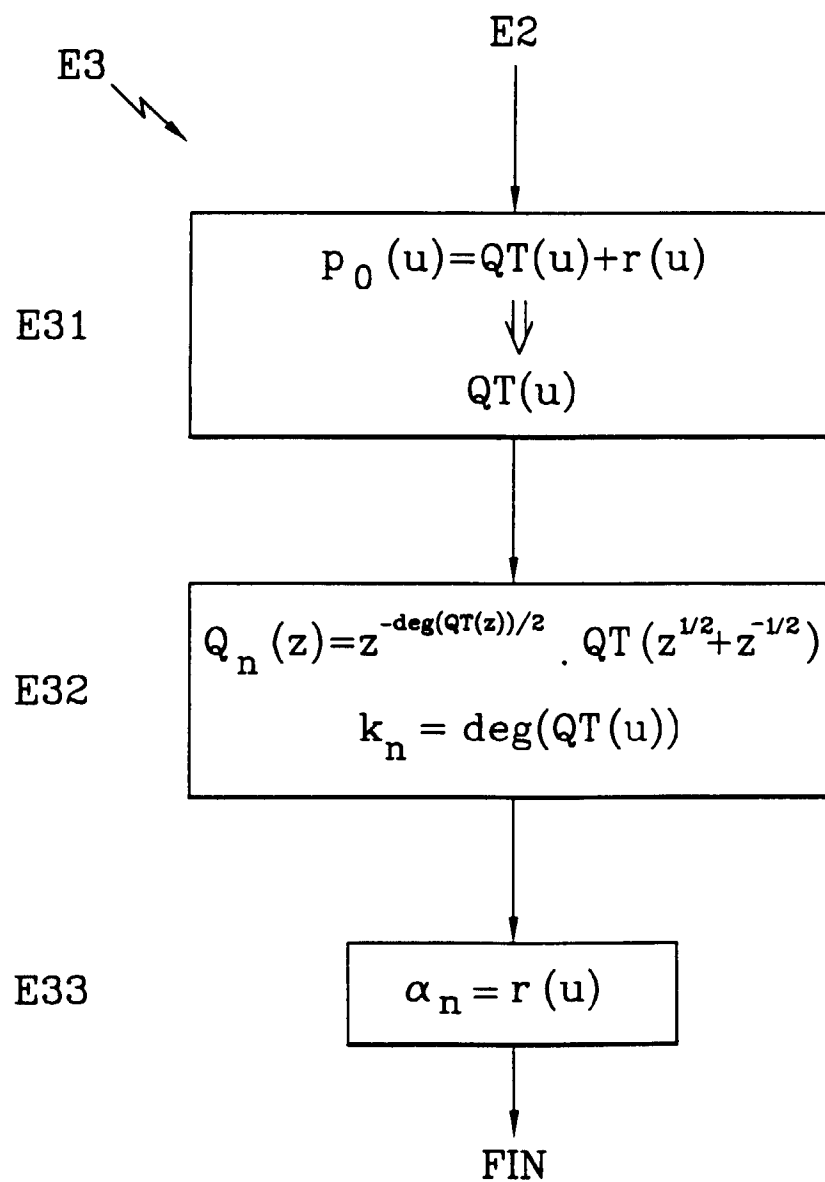 E2
E3
p₀(u)=QT(u)+r(u)
⇓
E31
QT(u)
Qₙ(z)=z^{-deg(QT(z))/2} . QT(z^{1/2}+z^{-1/2})
E32
kₙ = deg(QT(u))
E33
αₙ=r(u)
FIN